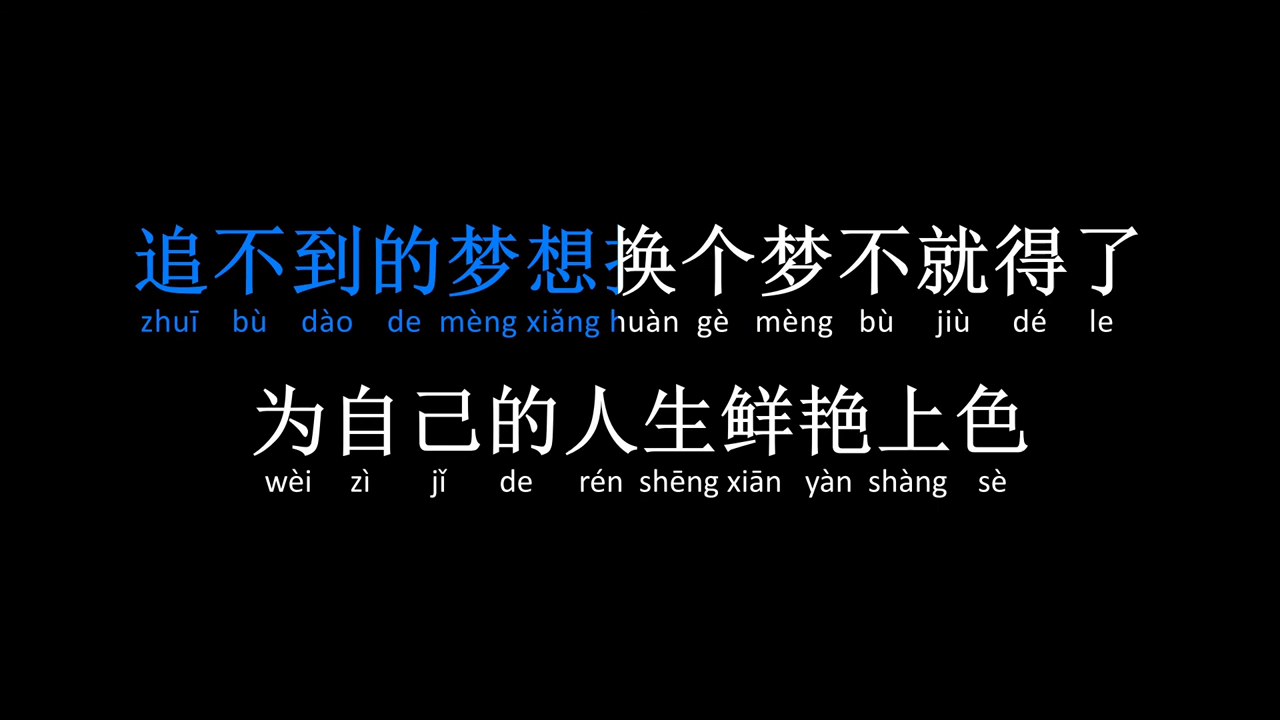 追不到的梦想换个梦不就得了
zhuī bù dào de mèng xiǎng huàn gè mèng bù jiù dé le
为自己的人生鲜艳上色
wèi zì jǐ de rén shēng xiān yàn shàng sè